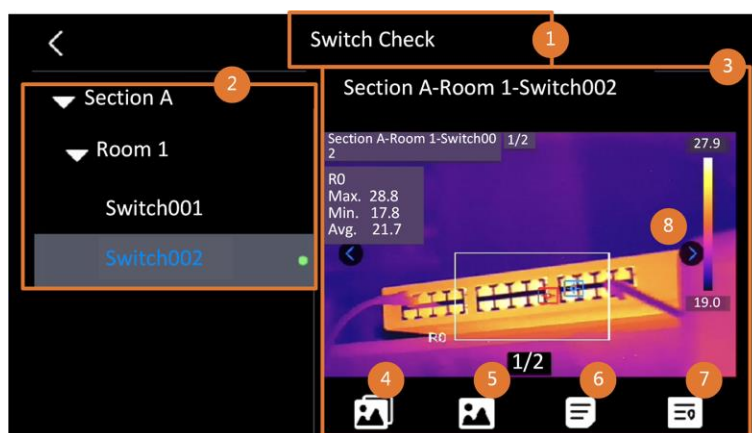 Switch Check
1
2
3
Section A
Room 1
Switch001
Switch002
Section A-Room 1-Switch002
Section A-Room 1-Switch00
2
1/2
27.9
R0
Max. 28.8
Min. 17.8
Avg. 21.7
8
19.0
R0
1/2
4
5
6
7